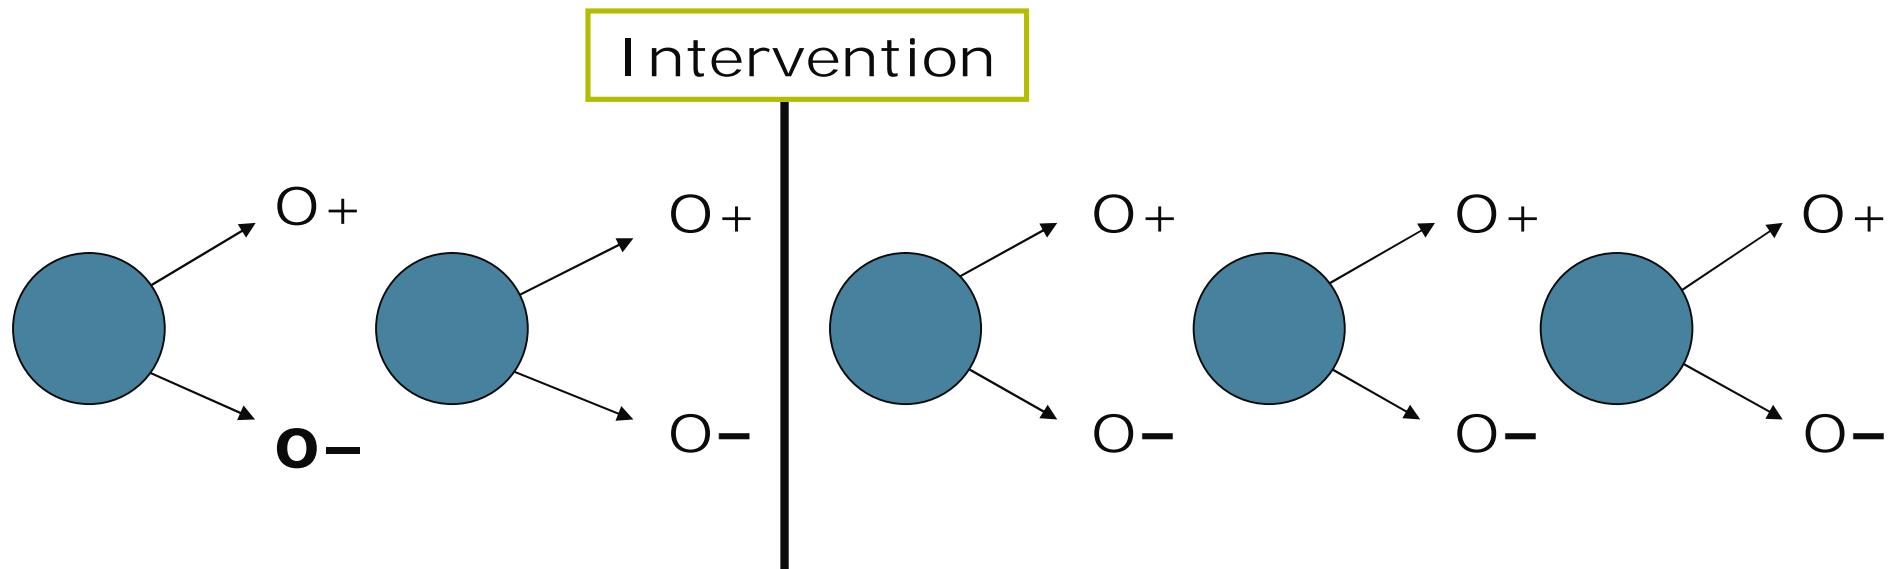 Intervention
O+ O+ O+ O+ O+
O− O− O− O− O−